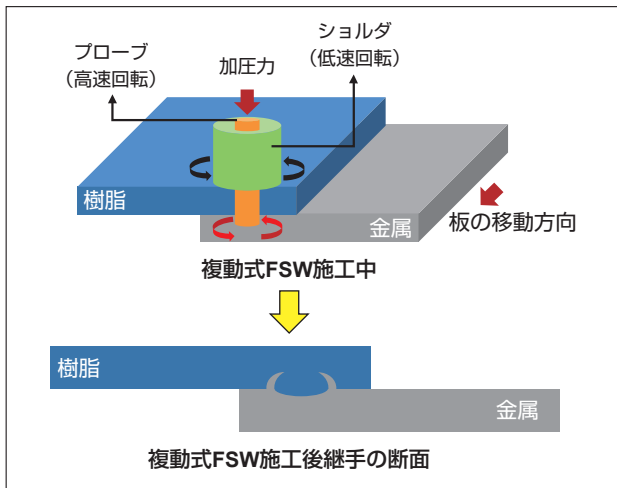 プローブ
（高速回転）
加圧力
ショルダ
（低速回転）
樹脂
金属
板の移動方向
複動式FSW施工中
樹脂
金属
複動式FSW施工後継手の断面